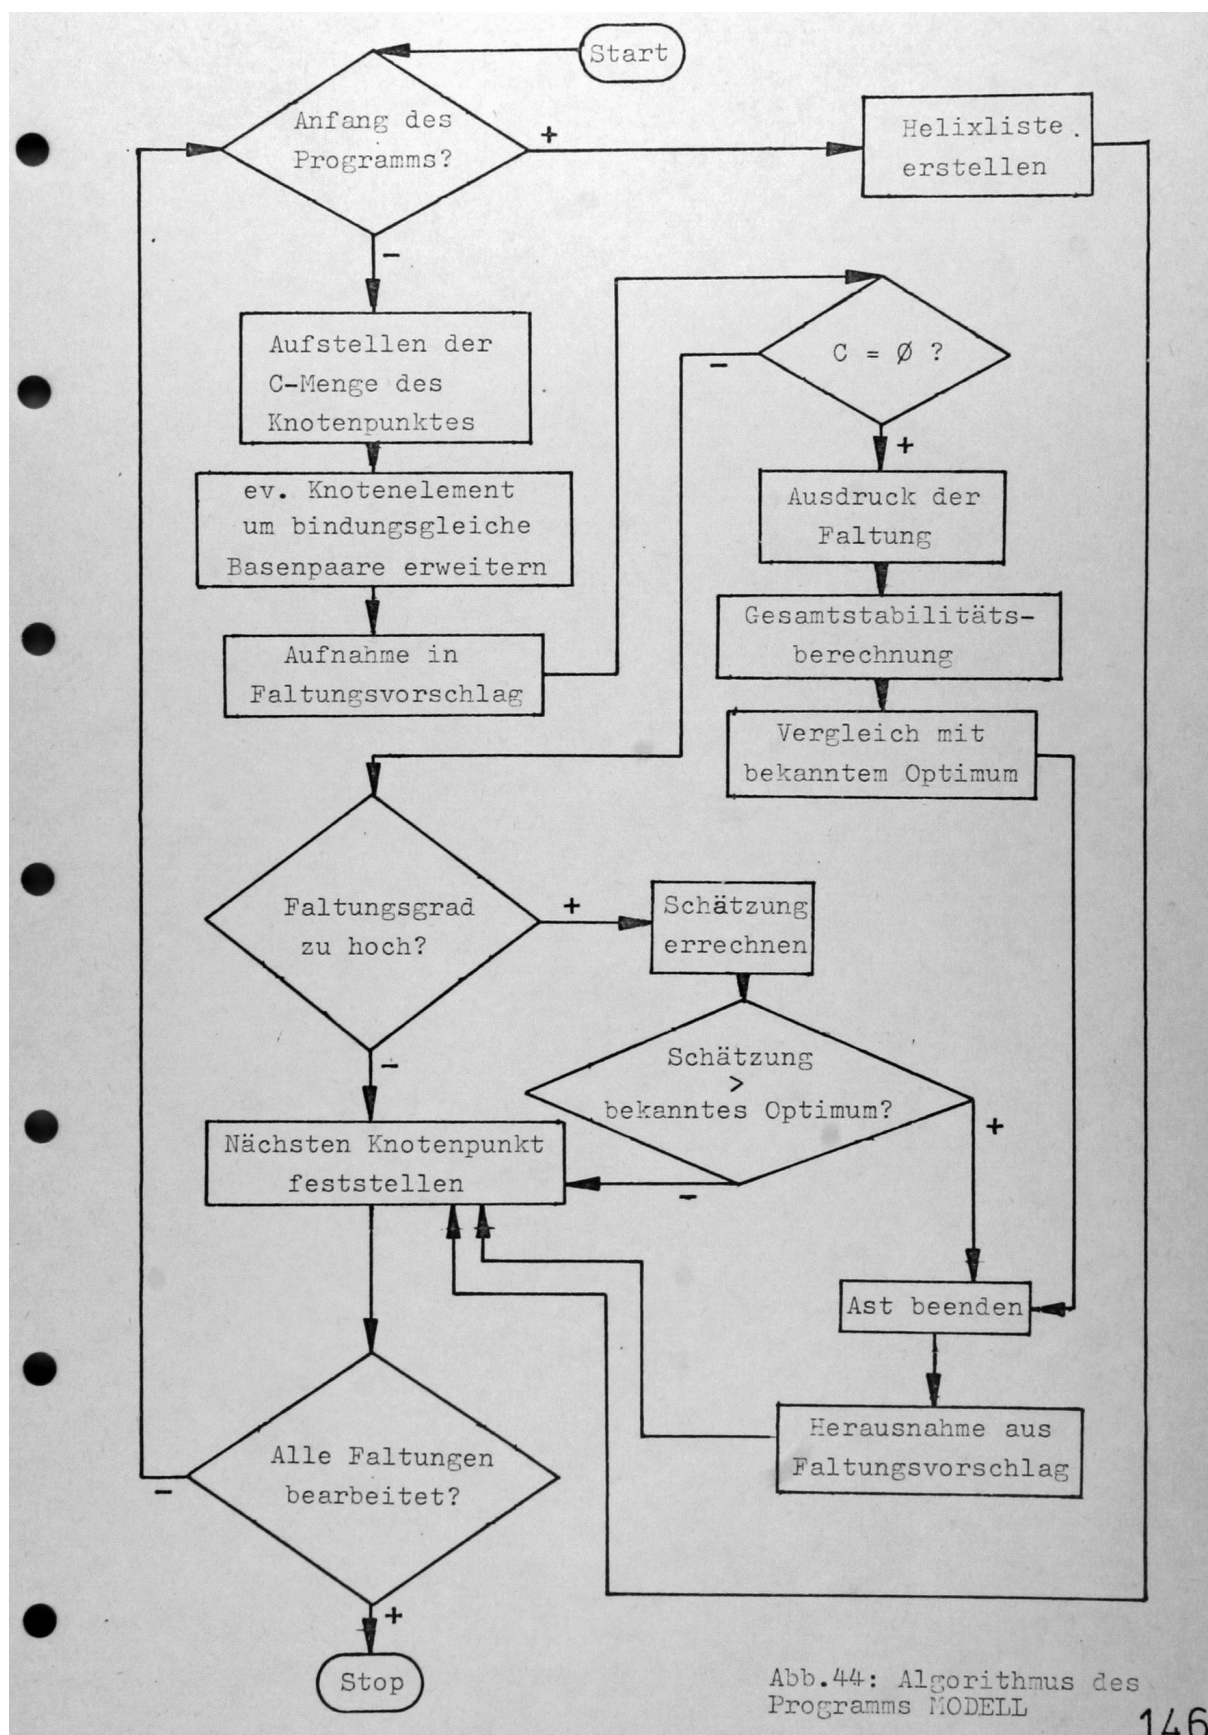 Start
Anfang des
Programms?
+
Helixliste
erstellen
-
Aufstellen der
C-Menge des
Knotenpunktes
C = Ø ?
-
+
ev. Knotenelement
um bindungsgleiche
Basenpaare erweitern
Ausdruck der
Faltung
Aufnahme in
Faltungsvorschlag
Gesamtstabilitäts-
berechnung
Vergleich mit
bekanntem Optimum
Faltungsgrad
zu hoch?
+
Schätzung
errechnen
-
Schätzung
>
bekanntes Optimum?
+
-
Nächsten Knotenpunkt
feststellen
Ast beenden
Herausnahme aus
Faltungsvorschlag
Alle Faltungen
bearbeitet?
-
+
Stop
Abb.44: Algorithmus des
Programms MODELL
146